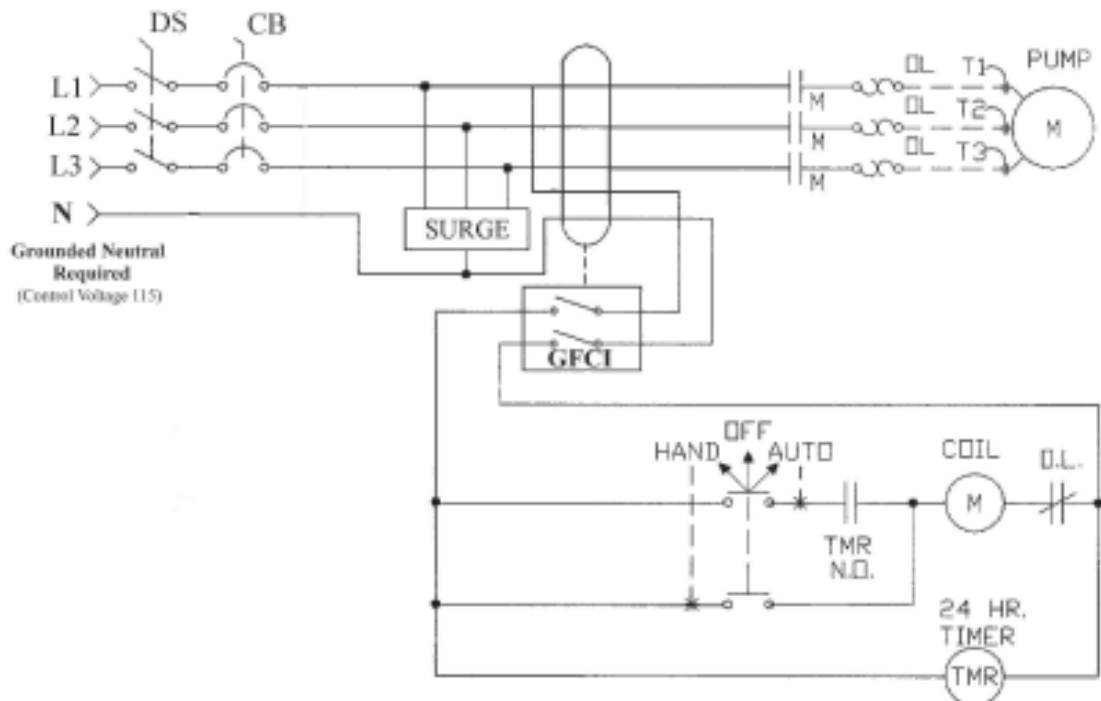 DS CB
L1
L2
L3
N
Grounded Neutral
Required
(Control Voltage 115)
SURGE
GFCI
M
M
M
OL
OL
OL
T1
T2
T3
PUMP
M
HAND
OFF
AUTO
TMR
N.O.
COIL
M
O.L.
24 HR.
TIMER
TMR